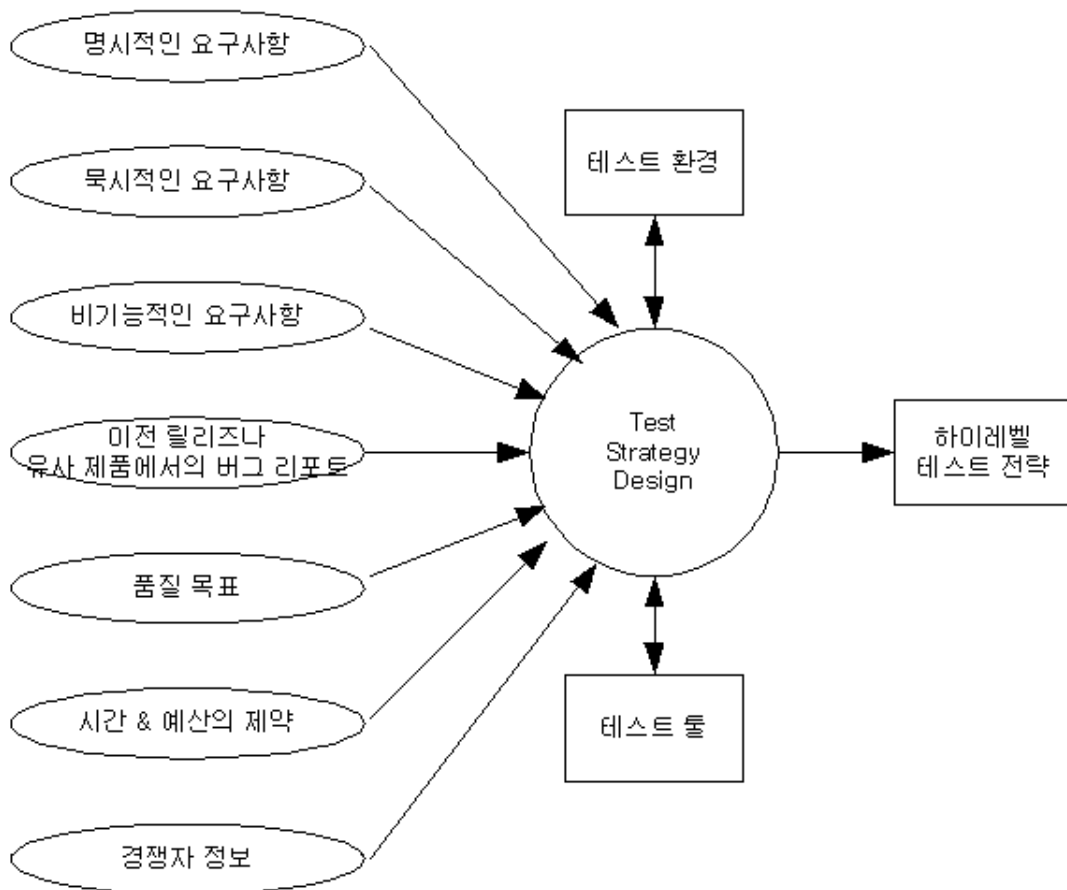 명시적인 요구사항
묵시적인 요구사항
비기능적인 요구사항
이전 릴리즈나
유사 제품에서의 버그 리포트
품질 목표
시간 & 예산의 제약
경쟁자 정보
테스트 환경
Test
Strategy
Design
테스트 툴
하이레벨
테스트 전략